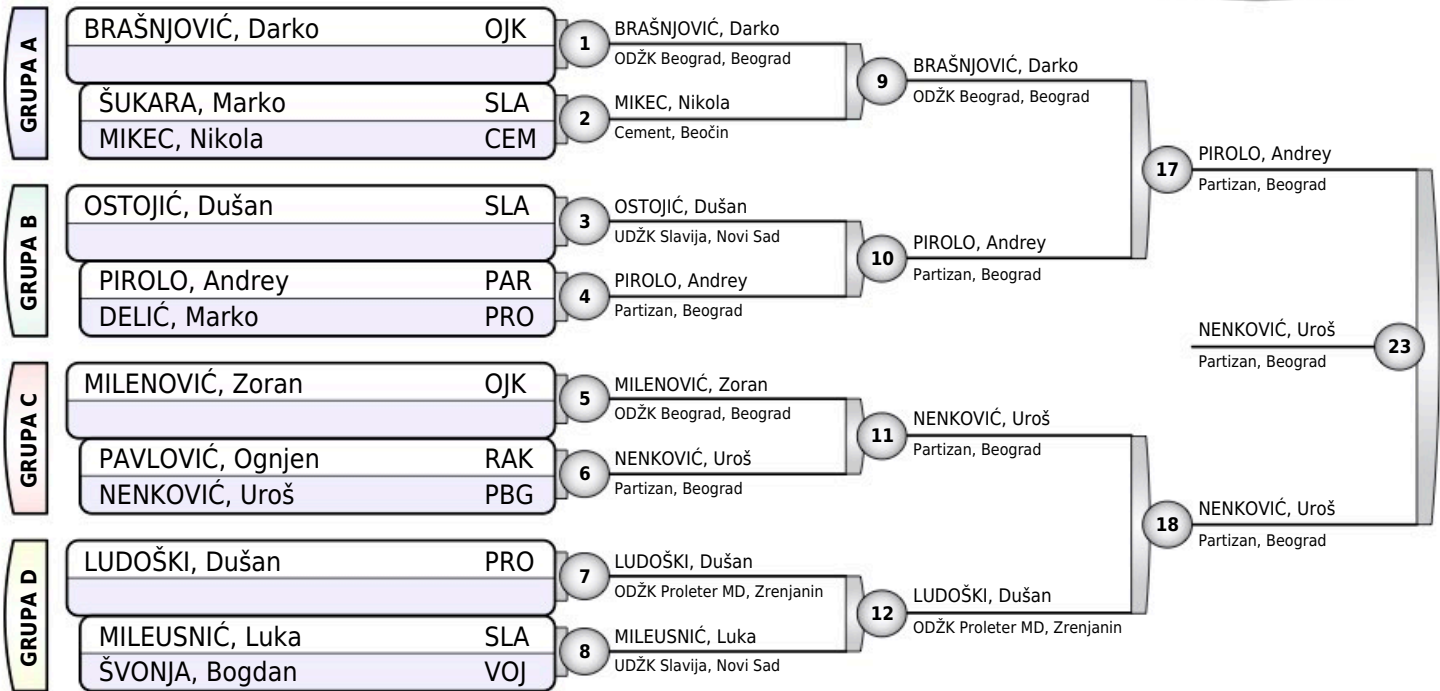 GRUPA A
BRAŠNJOVIĆ, Darko OJK
ŠUKARA, Marko SLA
MIKEC, Nikola CEM
GRUPA B
OSTOJIĆ, Dušan SLA
PIROLO, Andrey PAR
DELIĆ, Marko PRO
GRUPA C
MILENOVIĆ, Zoran OJK
PAVLOVIĆ, Ognjen RAK
NENKOVIĆ, Uroš PBG
GRUPA D
LUDOŠKI, Dušan PRO
MILEUSNIĆ, Luka SLA
ŠVONJA, Bogdan VOJ
1
BRAŠNJOVIĆ, Darko
ODŽK Beograd, Beograd
2
MIKEC, Nikola
Cement, Beočin
3
OSTOJIĆ, Dušan
UDŽK Slavija, Novi Sad
4
PIROLO, Andrey
Partizan, Beograd
5
MILENOVIĆ, Zoran
ODŽK Beograd, Beograd
6
NENKOVIĆ, Uroš
Partizan, Beograd
7
LUDOŠKI, Dušan
ODŽK Proleter MD, Zrenjanin
8
MILEUSNIĆ, Luka
UDŽK Slavija, Novi Sad
9
BRAŠNJOVIĆ, Darko
ODŽK Beograd, Beograd
10
PIROLO, Andrey
Partizan, Beograd
11
NENKOVIĆ, Uroš
Partizan, Beograd
12
LUDOŠKI, Dušan
ODŽK Proleter MD, Zrenjanin
17
PIROLO, Andrey
Partizan, Beograd
18
NENKOVIĆ, Uroš
Partizan, Beograd
NENKOVIĆ, Uroš
Partizan, Beograd
23